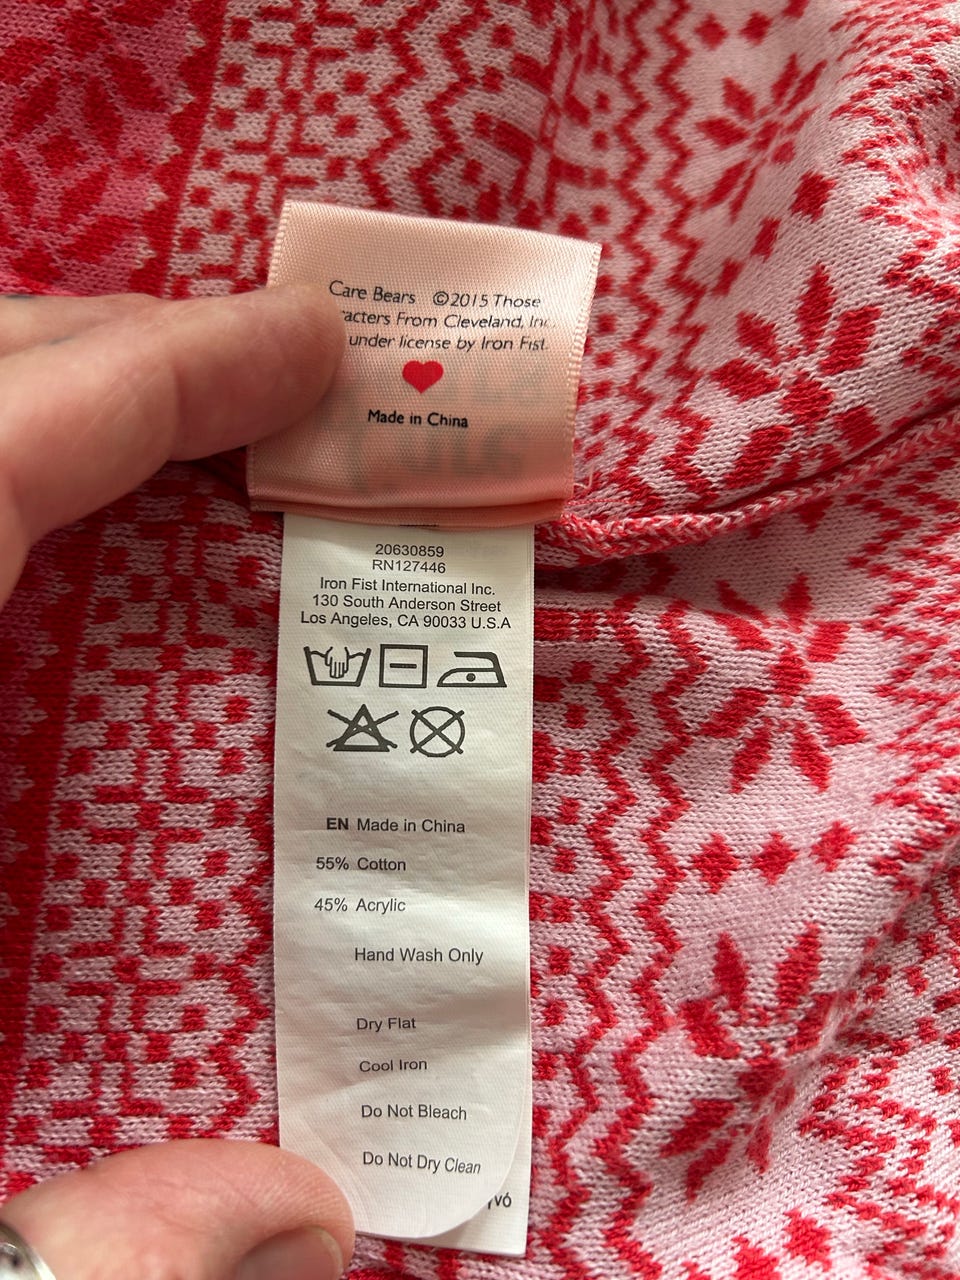 Care Bears ©2015 Those
acters From Cleveland, Inc.
under license by Iron Fist.
Made in China
20630859
RN127446
Iron Fist International Inc.
130 South Anderson Street
Los Angeles, CA 90033 U.S.A
EN Made in China
55% Cotton
45% Acrylic
Hand Wash Only
Dry Flat
Cool Iron
Do Not Bleach
Do Not Dry Clean